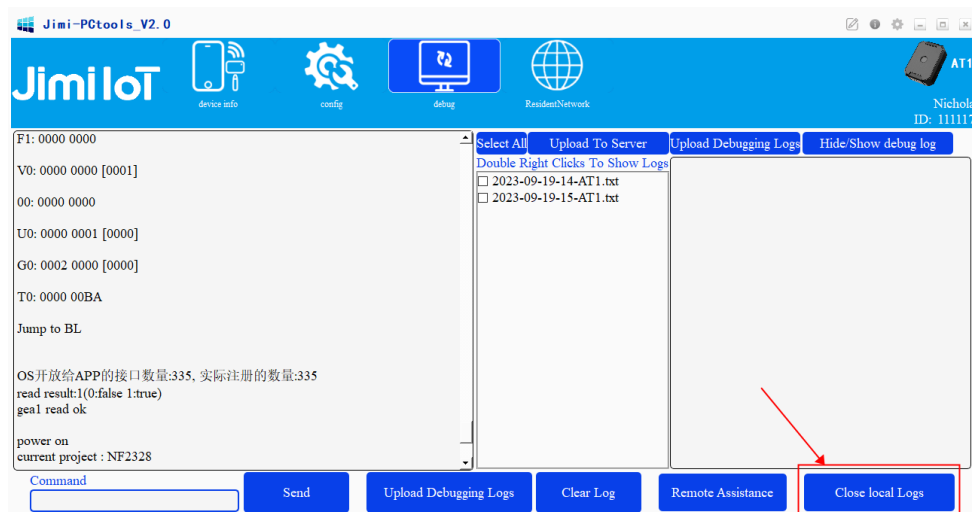 Jimi-PCtools_V2.0
Jimi IoT
device info
config
debug
ResidentNetwork
AT1
Nichola
ID: 111117
F1: 0000 0000
V0: 0000 0000 [0001]
00: 0000 0000
U0: 0000 0001 [0000]
G0: 0002 0000 [0000]
T0: 0000 00BA
Jump to BL
OS开放给APP的接口数量:335, 实际注册的数量:335
read result:1(0:false 1:true)
gea1 read ok
power on
current project : NF2328
Select All
Upload To Server
Upload Debugging Logs
Hide/Show debug log
Double Right Clicks To Show Logs
2023-09-19-14-AT1.txt
2023-09-19-15-AT1.txt
Command
Send
Upload Debugging Logs
Clear Log
Remote Assistance
Close local Logs